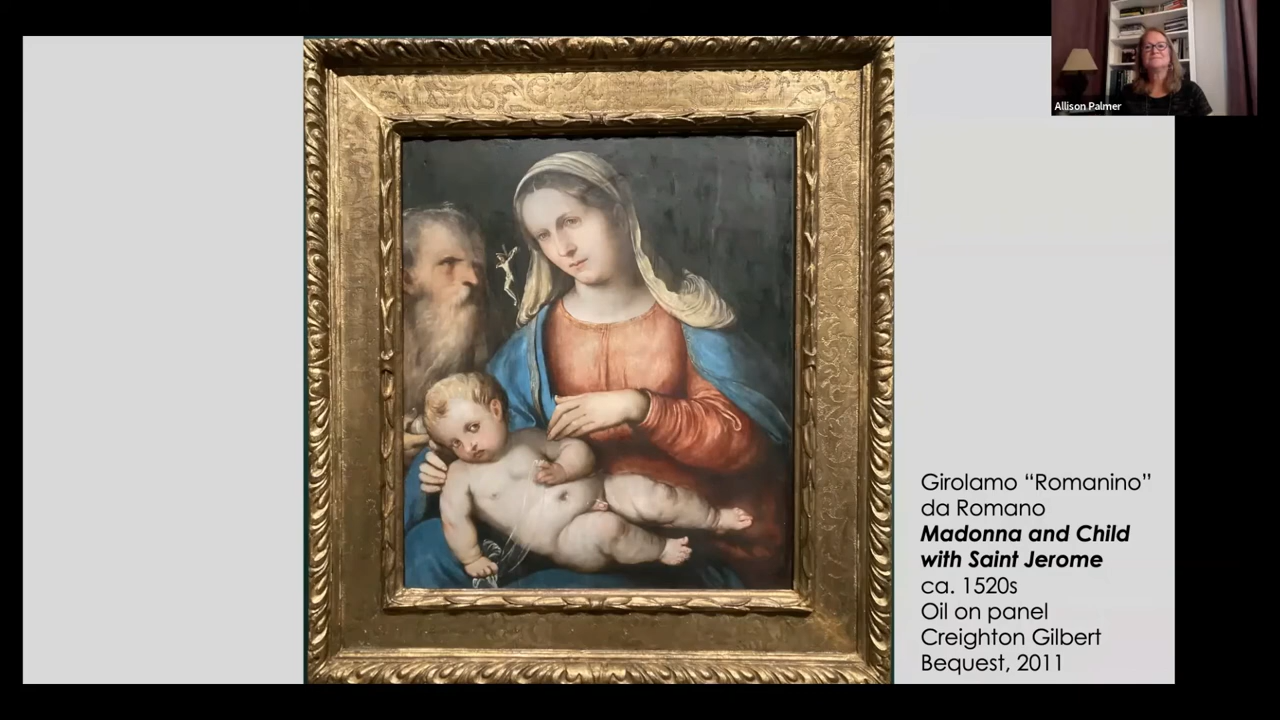 Allison Palmer
Girolamo “Romanino”
da Romano
Madonna and Child
with Saint Jerome
ca. 1520s
Oil on panel
Creighton Gilbert
Bequest, 2011